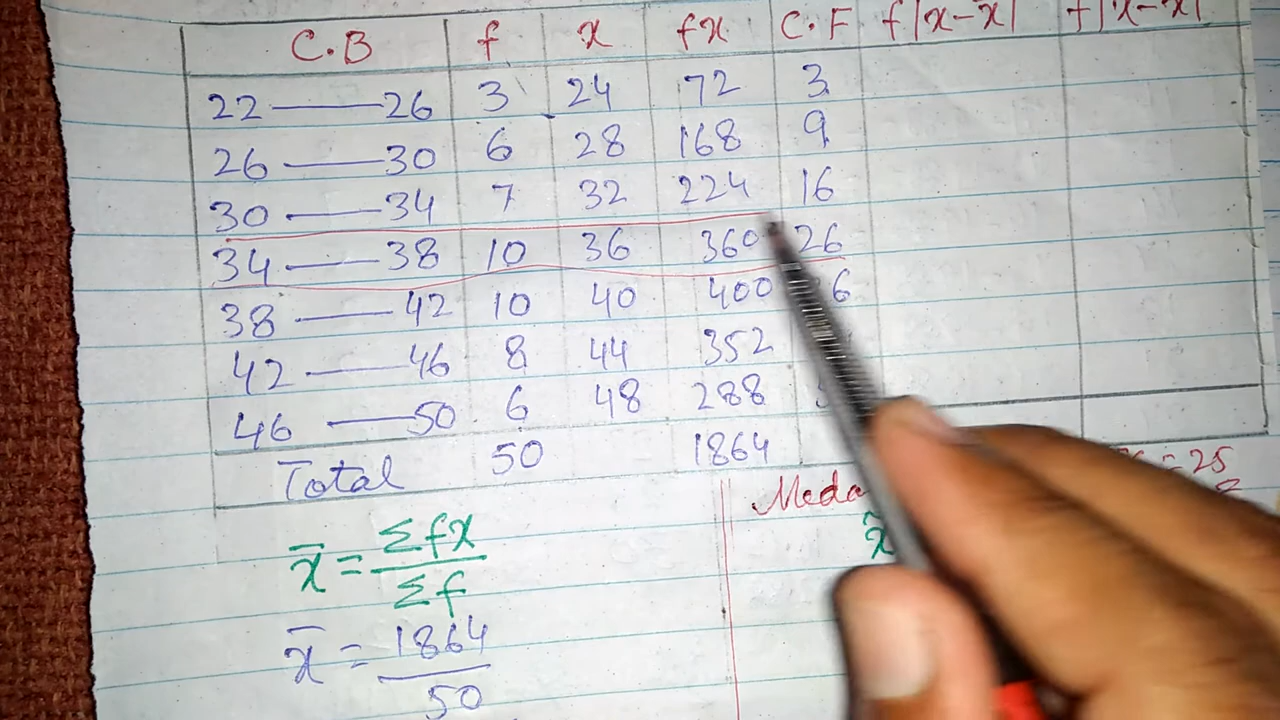 C.B f x fx C.F f|x-x̄| f|x-x̃|
22 — 26 3 24 72 3
26 — 30 6 28 168 9
30 — 34 7 32 224 16
34 — 38 10 36 360 26
38 — 42 10 40 400 6
42 — 46 8 44 352
46 — 50 6 48 288
Total 50 1864
= 25
x̄ = Σfx / Σf
x̃
x̄ = 1864 / 50